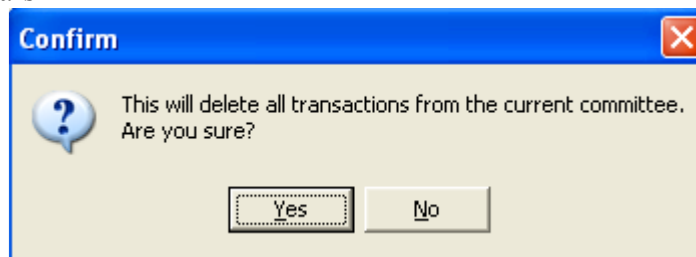 Confirm
This will delete all transactions from the current committee.
Are you sure?
Yes
No